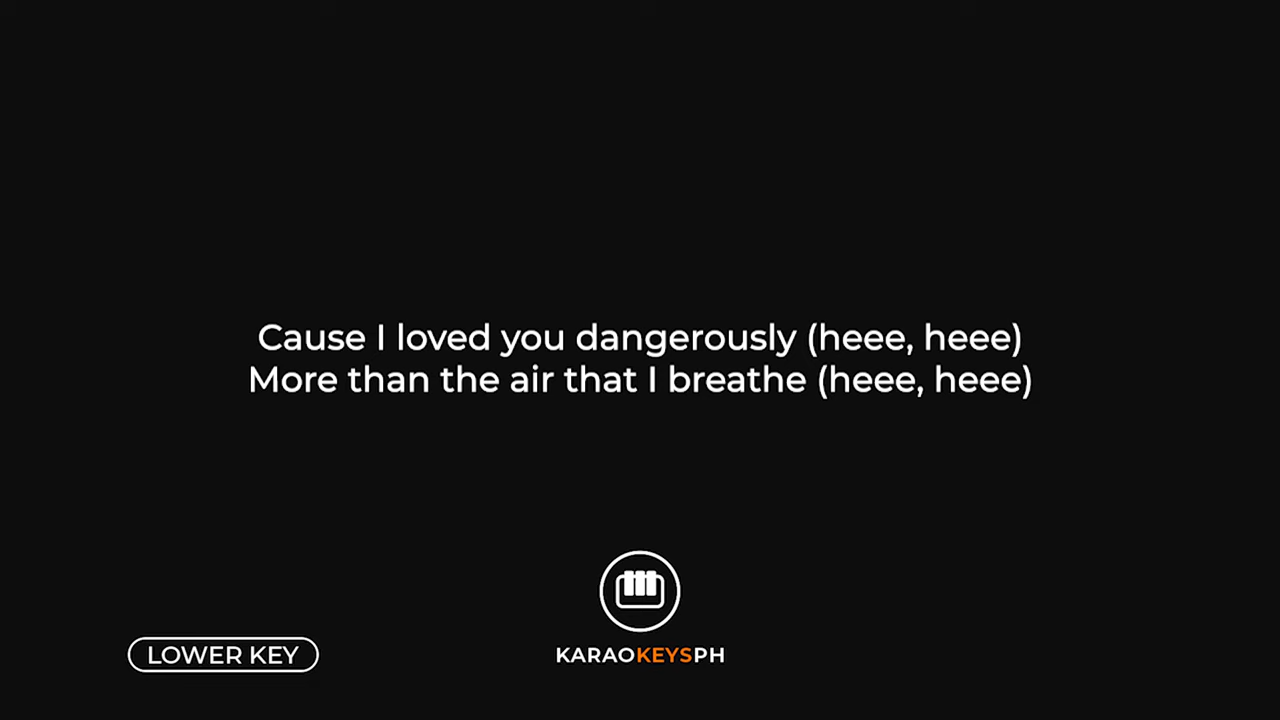 Cause I loved you dangerously (heee, heee)
More than the air that I breathe (heee, heee)
LOWER KEY
KARAOKEYSPH